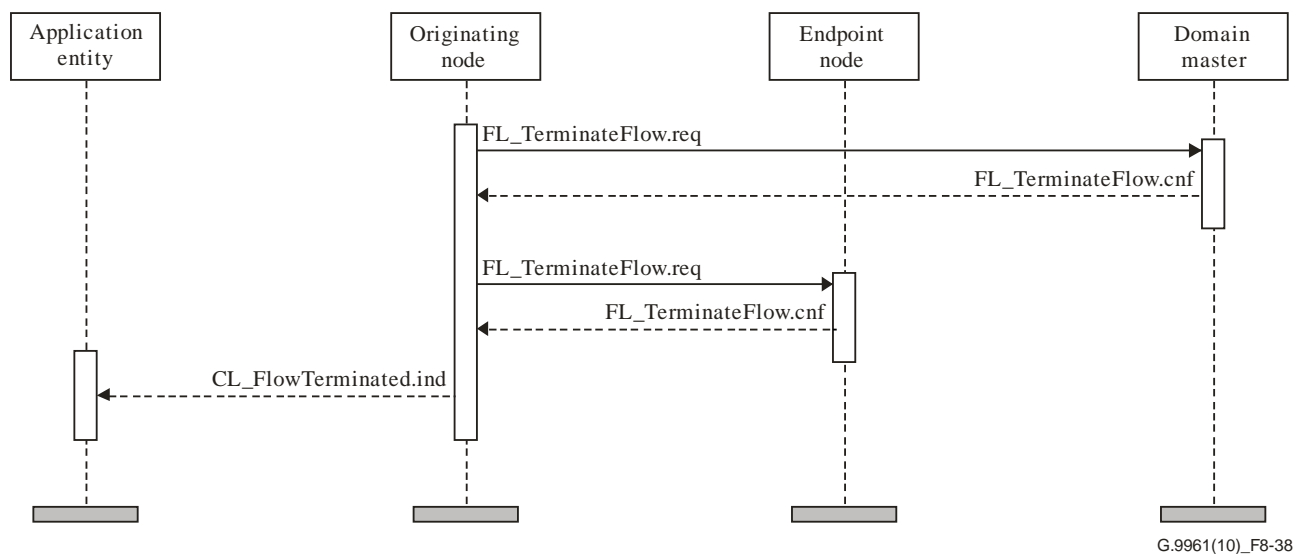 Application
entity
Originating
node
Endpoint
node
Domain
master
FL_TerminateFlow.req
FL_TerminateFlow.cnf
FL_TerminateFlow.req
FL_TerminateFlow.cnf
CL_FlowTerminated.ind
G.9961(10)_F8-38